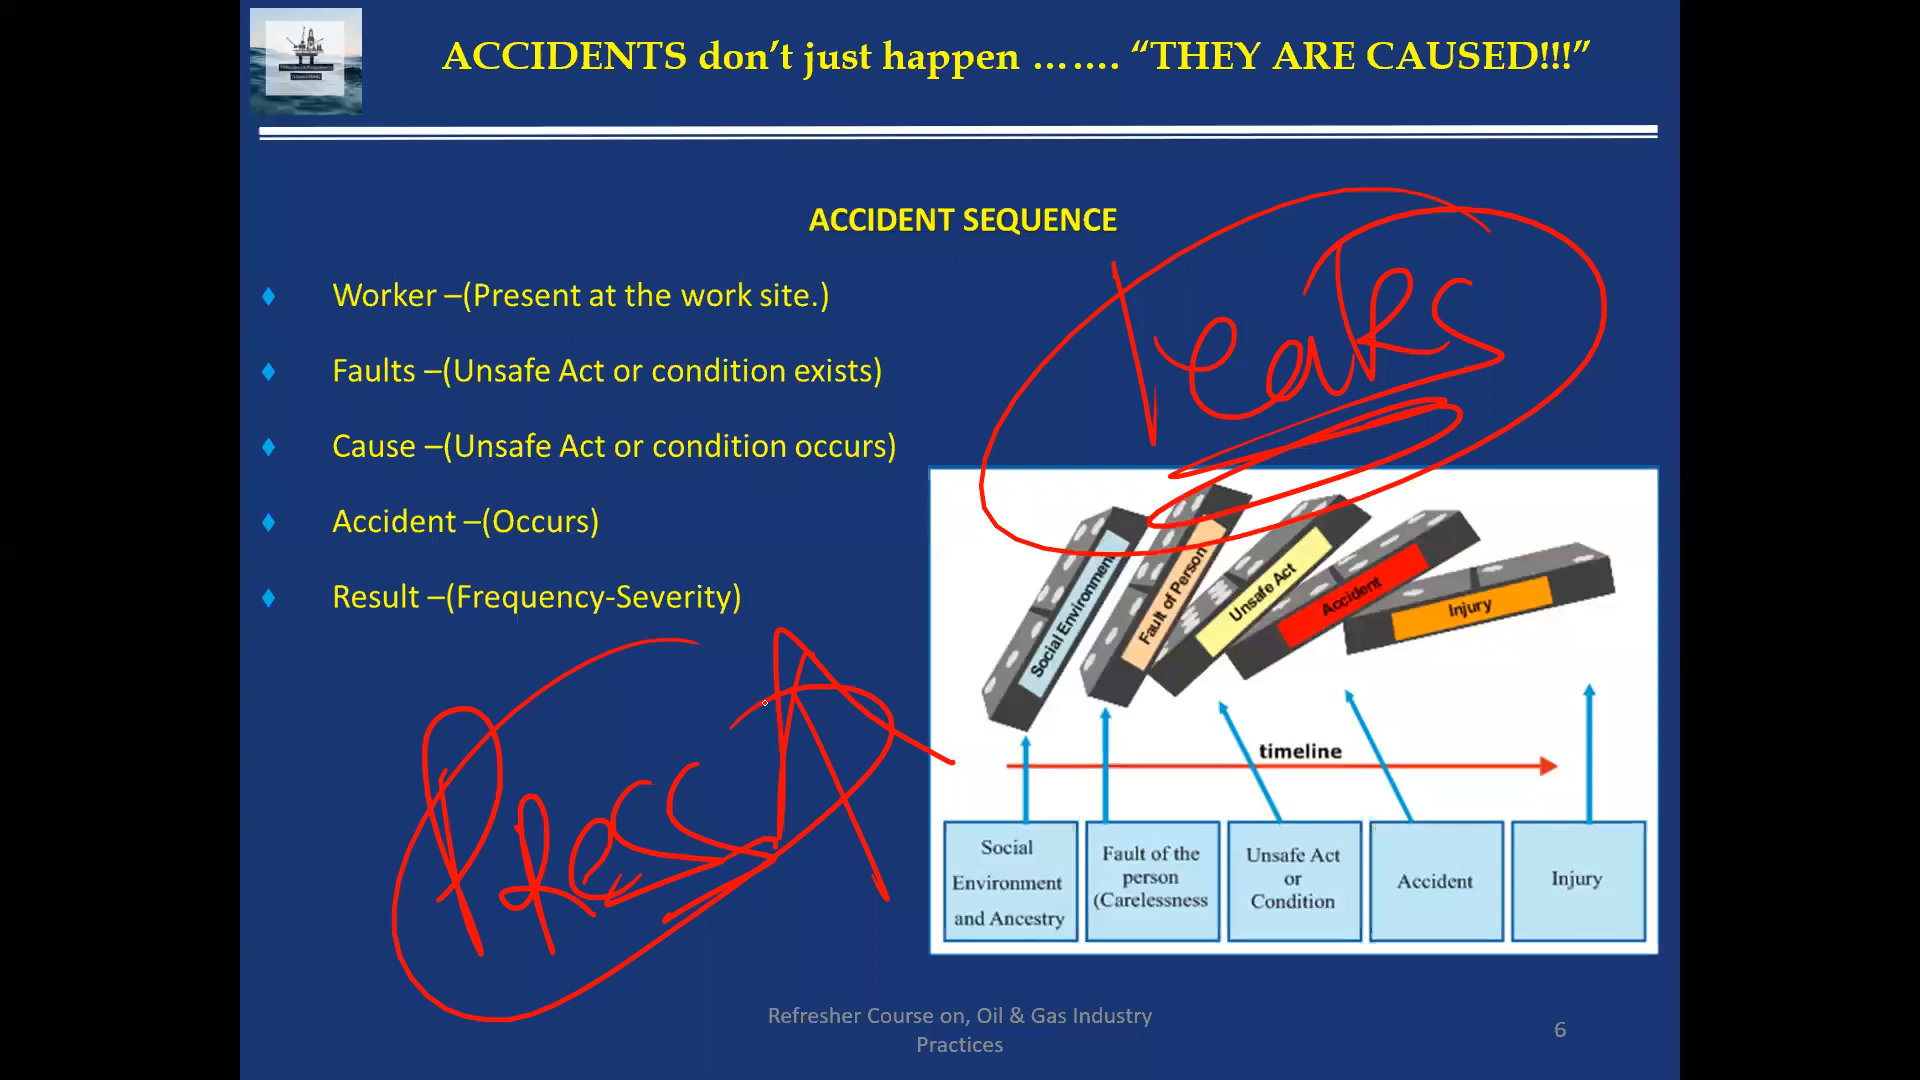 ACCIDENTS don’t just happen ……. “THEY ARE CAUSED!!!”
ACCIDENT SEQUENCE
Worker –(Present at the work site.)
Faults –(Unsafe Act or condition exists)
Cause –(Unsafe Act or condition occurs)
Accident –(Occurs)
Result –(Frequency-Severity)
Leaks
Press
Social Environment
Fault of Person
Unsafe Act
Accident
Injury
timeline
Social
Environment
and Ancestry
Fault of the
person
(Carelessness
Unsafe Act
or
Condition
Accident
Injury
Refresher Course on, Oil & Gas Industry
Practices
6